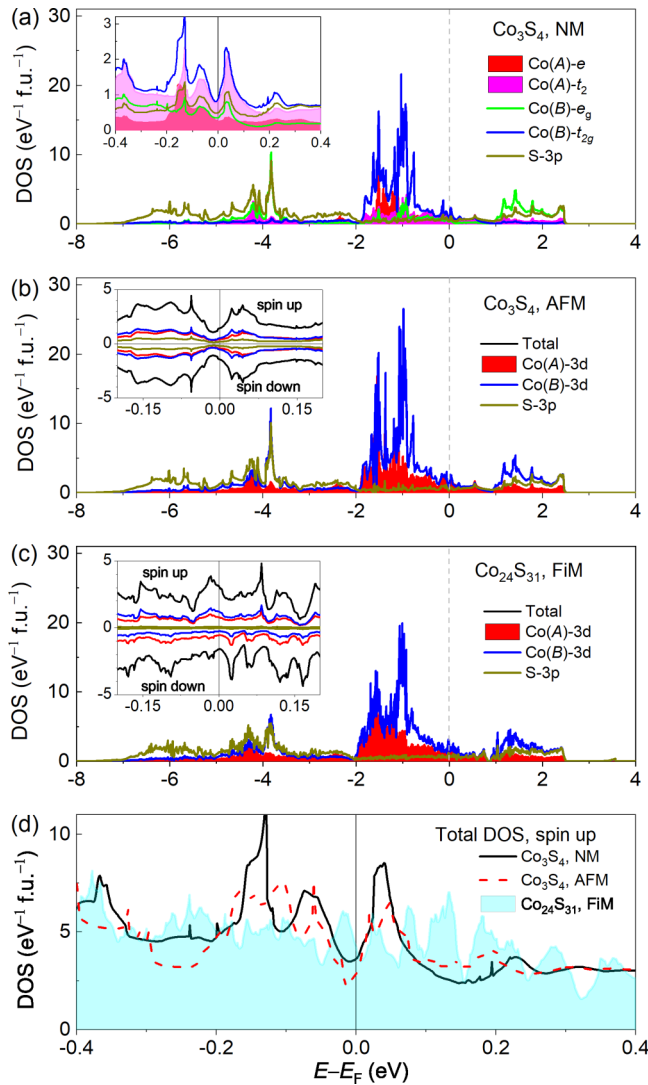 (a)
Co₃S₄, NM
Co(A)-e
Co(A)-t₂
Co(B)-e_g
Co(B)-t₂g
S-3p
DOS (eV⁻¹ f.u.⁻¹)
30
20
10
0
3
2
1
0
-0.4 -0.2 0.0 0.2 0.4
-8 -6 -4 -2 0 2 4
(b)
Co₃S₄, AFM
Total
Co(A)-3d
Co(B)-3d
S-3p
DOS (eV⁻¹ f.u.⁻¹)
30
20
10
0
5
0
-5
spin up
spin down
-0.15 0.00 0.15
-8 -6 -4 -2 0 2 4
(c)
Co₂₄S₃₁, FiM
Total
Co(A)-3d
Co(B)-3d
S-3p
DOS (eV⁻¹ f.u.⁻¹)
30
20
10
0
5
0
-5
spin up
spin down
-0.15 0.00 0.15
-8 -6 -4 -2 0 2 4
(d)
Total DOS, spin up
Co₃S₄, NM
Co₃S₄, AFM
Co₂₄S₃₁, FiM
DOS (eV⁻¹ f.u.⁻¹)
10
5
0
-0.4 -0.2 0.0 0.2 0.4
E–E_F (eV)